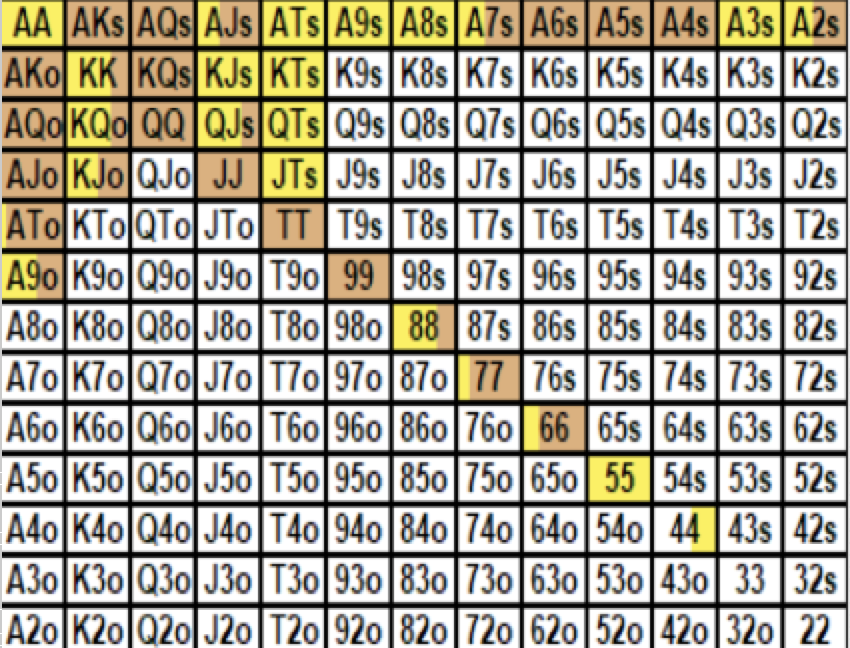 AA AKs AQs AJs ATs A9s A8s A7s A6s A5s A4s A3s A2s
AKo KK KQs KJs KTs K9s K8s K7s K6s K5s K4s K3s K2s
AQo KQo QQ QJs QTs Q9s Q8s Q7s Q6s Q5s Q4s Q3s Q2s
AJo KJo QJo JJ JTs J9s J8s J7s J6s J5s J4s J3s J2s
ATo KTo QTo JTo TT T9s T8s T7s T6s T5s T4s T3s T2s
A9o K9o Q9o J9o T9o 99 98s 97s 96s 95s 94s 93s 92s
A8o K8o Q8o J8o T8o 98o 88 87s 86s 85s 84s 83s 82s
A7o K7o Q7o J7o T7o 97o 87o 77 76s 75s 74s 73s 72s
A6o K6o Q6o J6o T6o 96o 86o 76o 66 65s 64s 63s 62s
A5o K5o Q5o J5o T5o 95o 85o 75o 65o 55 54s 53s 52s
A4o K4o Q4o J4o T4o 94o 84o 74o 64o 54o 44 43s 42s
A3o K3o Q3o J3o T3o 93o 83o 73o 63o 53o 43o 33 32s
A2o K2o Q2o J2o T2o 92o 82o 72o 62o 52o 42o 32o 22